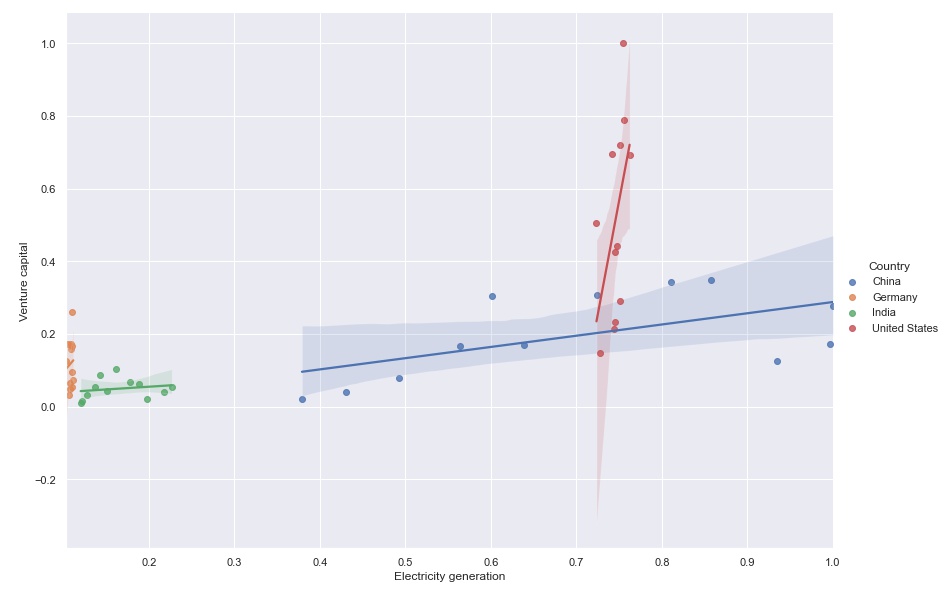 1.0
0.8
0.6
0.4
0.2
0.0
−0.2
Venture capital
0.2 0.3 0.4 0.5 0.6 0.7 0.8 0.9 1.0
Electricity generation
Country
China
Germany
India
United States